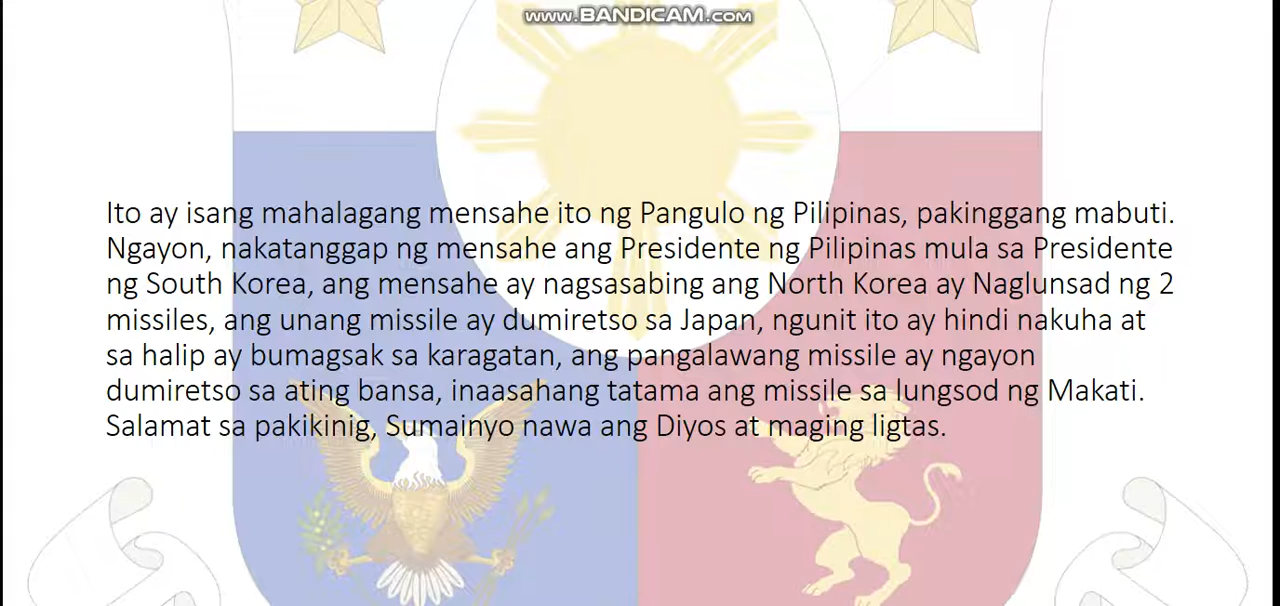 www.BANDICAM.com
Ito ay isang mahalagang mensahe ito ng Pangulo ng Pilipinas, pakinggang mabuti.
Ngayon, nakatanggap ng mensahe ang Presidente ng Pilipinas mula sa Presidente
ng South Korea, ang mensahe ay nagsasabing ang North Korea ay Naglunsad ng 2
missiles, ang unang missile ay dumiretso sa Japan, ngunit ito ay hindi nakuha at
sa halip ay bumagsak sa karagatan, ang pangalawang missile ay ngayon
dumiretso sa ating bansa, inaasahang tatama ang missile sa lungsod ng Makati.
Salamat sa pakikinig, Sumainyo nawa ang Diyos at maging ligtas.